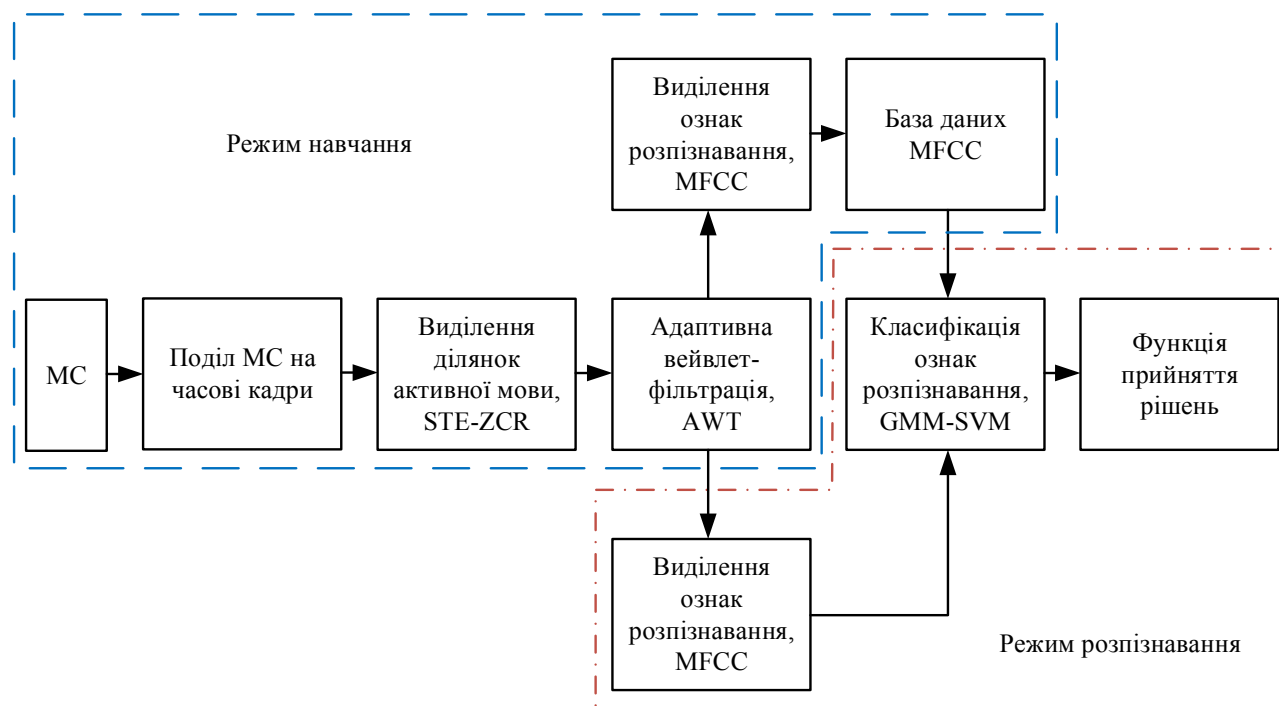 Режим навчання
Виділення
ознак
розпізнавання,
MFCC
База даних
MFCC
МС
Поділ МС на
часові кадри
Виділення
ділянок
активної мови,
STE-ZCR
Адаптивна
вейвлет-
фільтрація,
AWT
Класифікація
ознак
розпізнавання,
GMM-SVM
Функція
прийняття
рішень
Виділення
ознак
розпізнавання,
MFCC
Режим розпізнавання